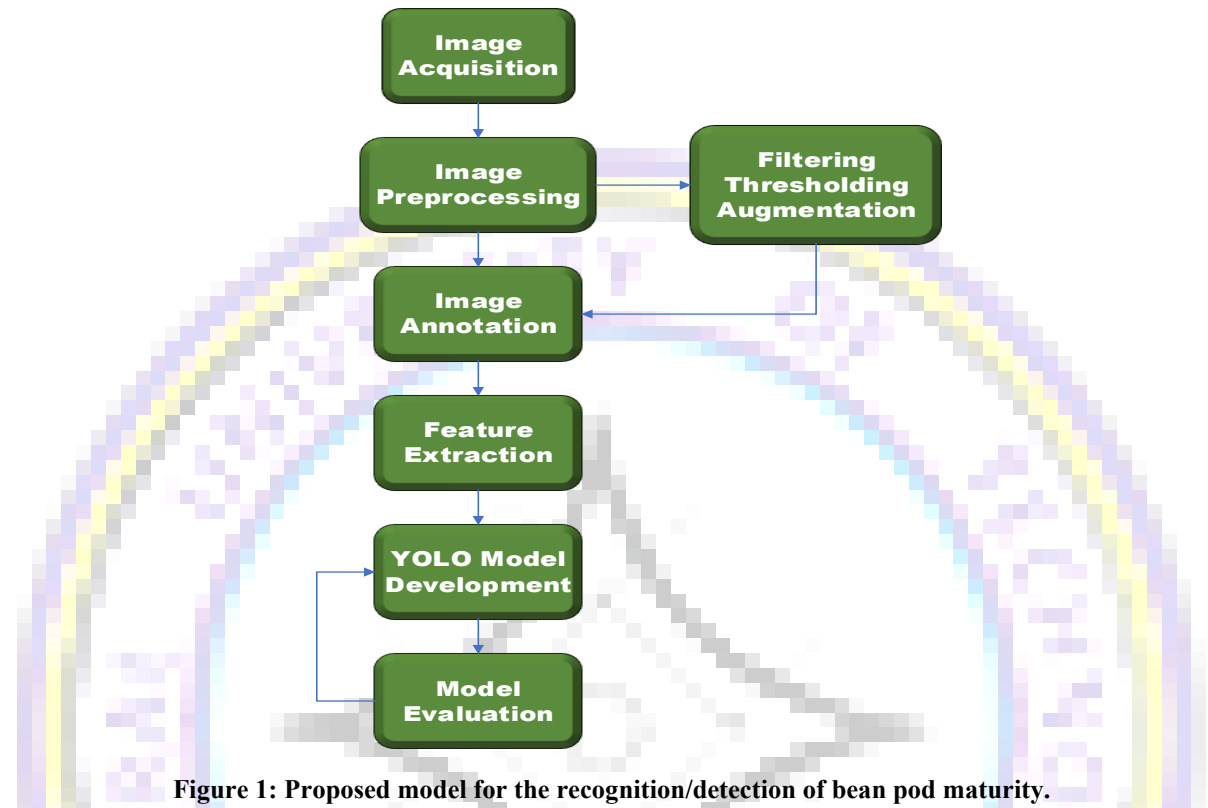 Image
Acquisition
Image
Preprocessing
Filtering
Thresholding
Augmentation
Image
Annotation
Feature
Extraction
YOLO Model
Development
Model
Evaluation
Figure 1: Proposed model for the recognition/detection of bean pod maturity.